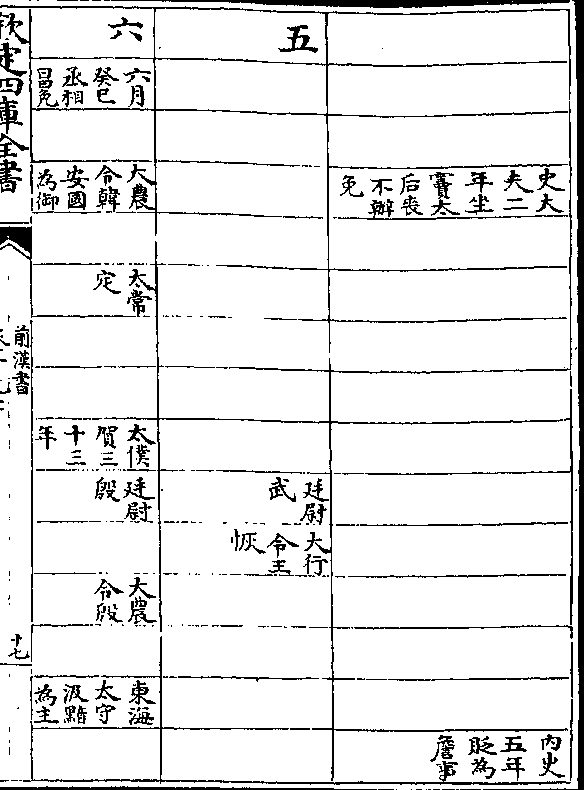 史大
夫二
年坐
竇太
后喪
不辦
免
內史
五年
貶為
詹事
五
廷尉
武
大行
令王
恢
六
六月
癸巳
丞相
昌免
大農
令韓
安國
為御
太常
定
太僕
賀三
十三
年
廷尉
殷
大農
令殷
東海
太守
汲黯
為主
欽定四庫全書
前漢書
十七